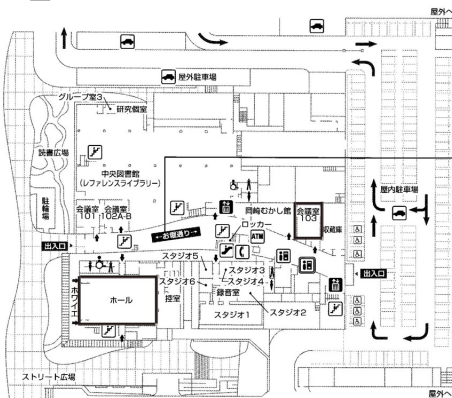 屋外へ
屋外駐車場
グループ室3
研究個室
読書広場
中央図書館
(レファレンスライブラリー)
駐輪場
会議室
101
会議室
102A・B
岡崎むかし館
会議室
103
収蔵庫
屋内駐車場
←お堀通り→
ロッカー
ATM
出入口
出入口
スタジオ5
スタジオ3
スタジオ4
スタジオ6
控室
録音室
ホール
ホワイエ
スタジオ1
スタジオ2
ストリート広場
屋外へ